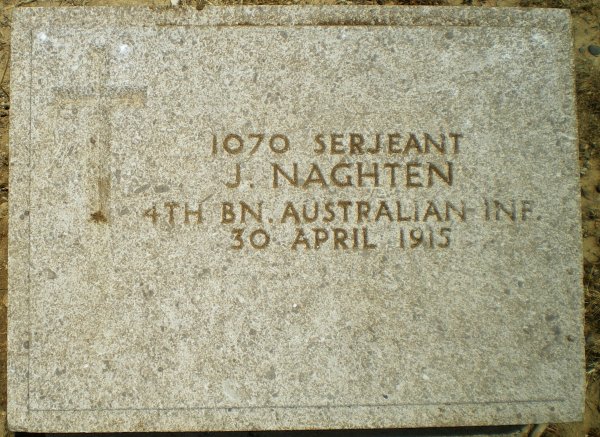 1070 SERJEANT
J. NAGHTEN
4TH BN. AUSTRALIAN INF.
30 APRIL 1915